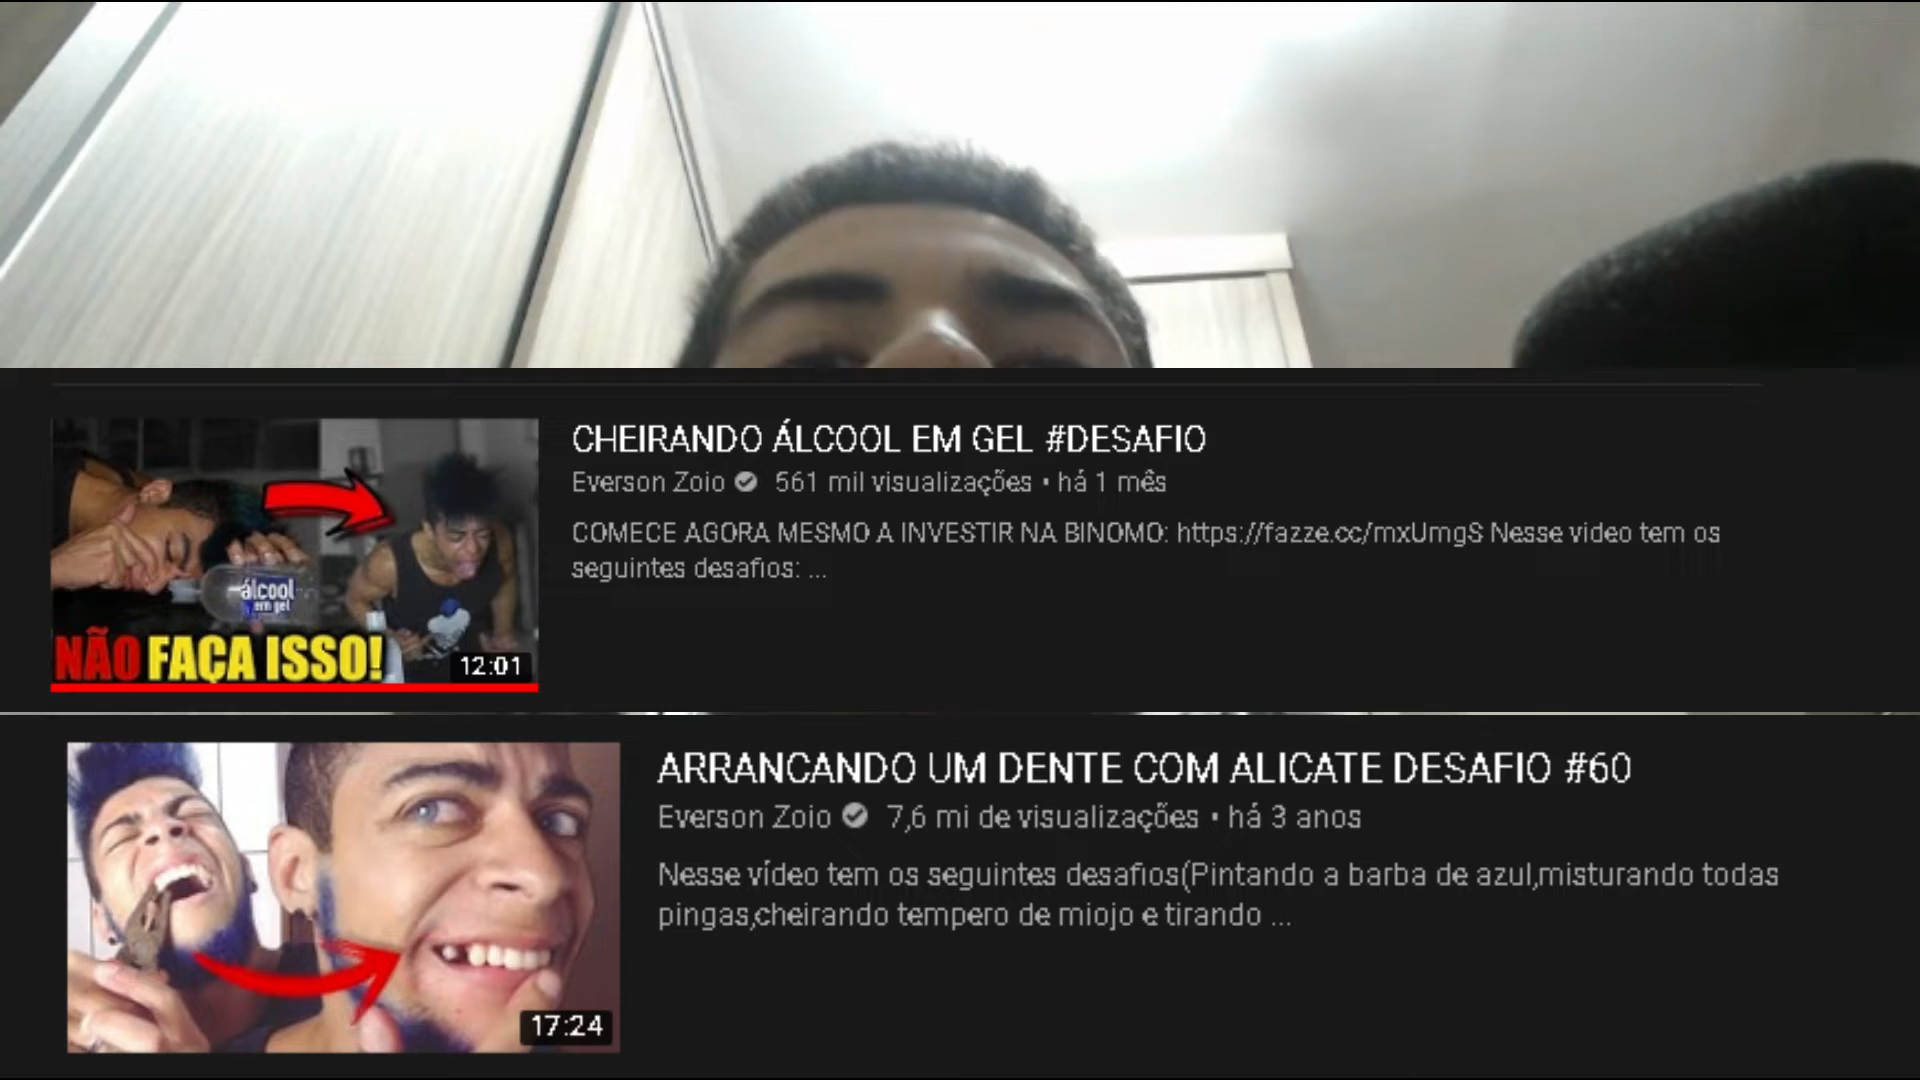 CHEIRANDO ÁLCOOL EM GEL #DESAFIO
Everson Zoio 561 mil visualizações • há 1 mês
COMECE AGORA MESMO A INVESTIR NA BINOMO: https://fazze.cc/mxUmgS Nesse video tem os
seguintes desafios: ...
álcool
em gel
NÃO FAÇA ISSO!
12:01
ARRANCANDO UM DENTE COM ALICATE DESAFIO #60
Everson Zoio 7,6 mi de visualizações • há 3 anos
Nesse vídeo tem os seguintes desafios(Pintando a barba de azul,misturando todas
pingas,cheirando tempero de miojo e tirando ...
17:24